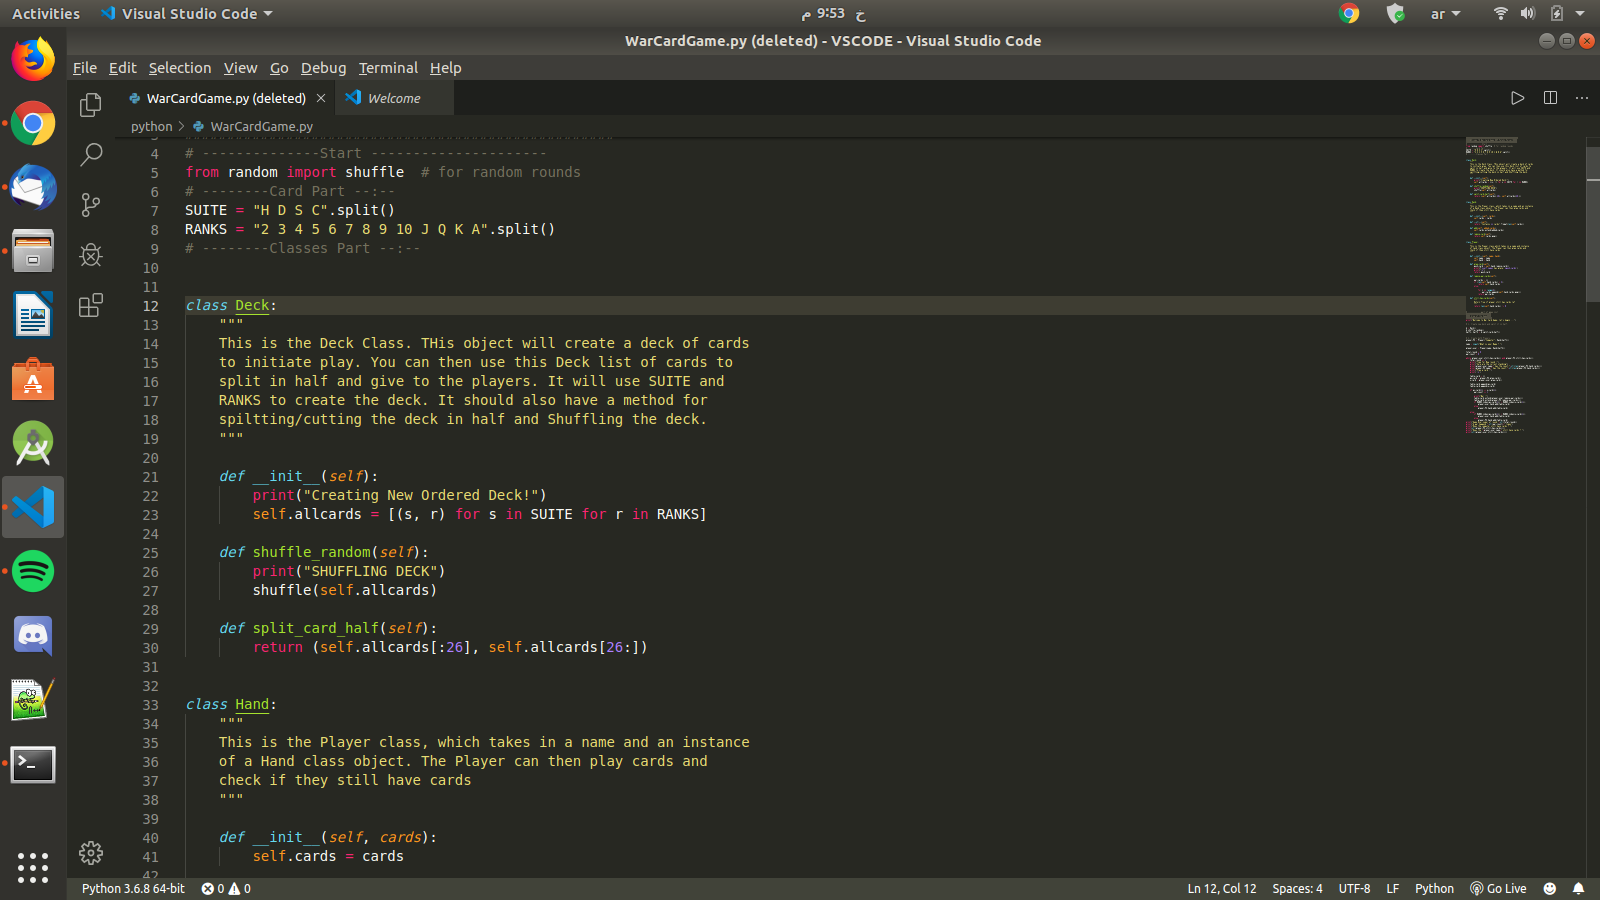 Activities
Visual Studio Code
خ 9:53 م
ar
WarCardGame.py (deleted) - VSCODE - Visual Studio Code
File Edit Selection View Go Debug Terminal Help
WarCardGame.py (deleted)
Welcome
python > WarCardGame.py
4 # --------------Start ---------------------
5 from random import shuffle  # for random rounds
6 # --------Card Part --:--
7 SUITE = "H D S C".split()
8 RANKS = "2 3 4 5 6 7 8 9 10 J Q K A".split()
9 # --------Classes Part --:--
10
11
12 class Deck:
13     """
14     This is the Deck Class. THis object will create a deck of cards
15     to initiate play. You can then use this Deck list of cards to
16     split in half and give to the players. It will use SUITE and
17     RANKS to create the deck. It should also have a method for
18     spiltting/cutting the deck in half and Shuffling the deck.
19     """
20
21     def __init__(self):
22         print("Creating New Ordered Deck!")
23         self.allcards = [(s, r) for s in SUITE for r in RANKS]
24
25     def shuffle_random(self):
26         print("SHUFFLING DECK")
27         shuffle(self.allcards)
28
29     def split_card_half(self):
30         return (self.allcards[:26], self.allcards[26:])
31
32
33 class Hand:
34     """
35     This is the Player class, which takes in a name and an instance
36     of a Hand class object. The Player can then play cards and
37     check if they still have cards
38     """
39
40     def __init__(self, cards):
41         self.cards = cards
42
Python 3.6.8 64-bit 0 0 Ln 12, Col 12 Spaces: 4 UTF-8 LF Python Go Live